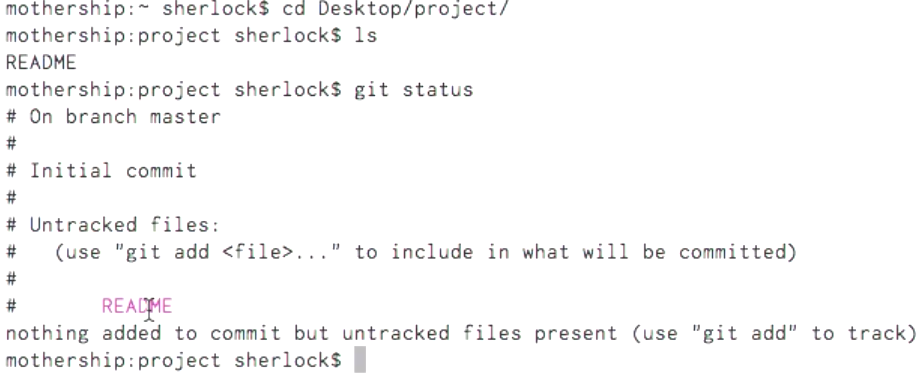 mothership:~ sherlock$ cd Desktop/project/
mothership:project sherlock$ ls
README
mothership:project sherlock$ git status
# On branch master
#
# Initial commit
#
# Untracked files:
#   (use "git add <file>..." to include in what will be committed)
#
#       README
nothing added to commit but untracked files present (use "git add" to track)
mothership:project sherlock$